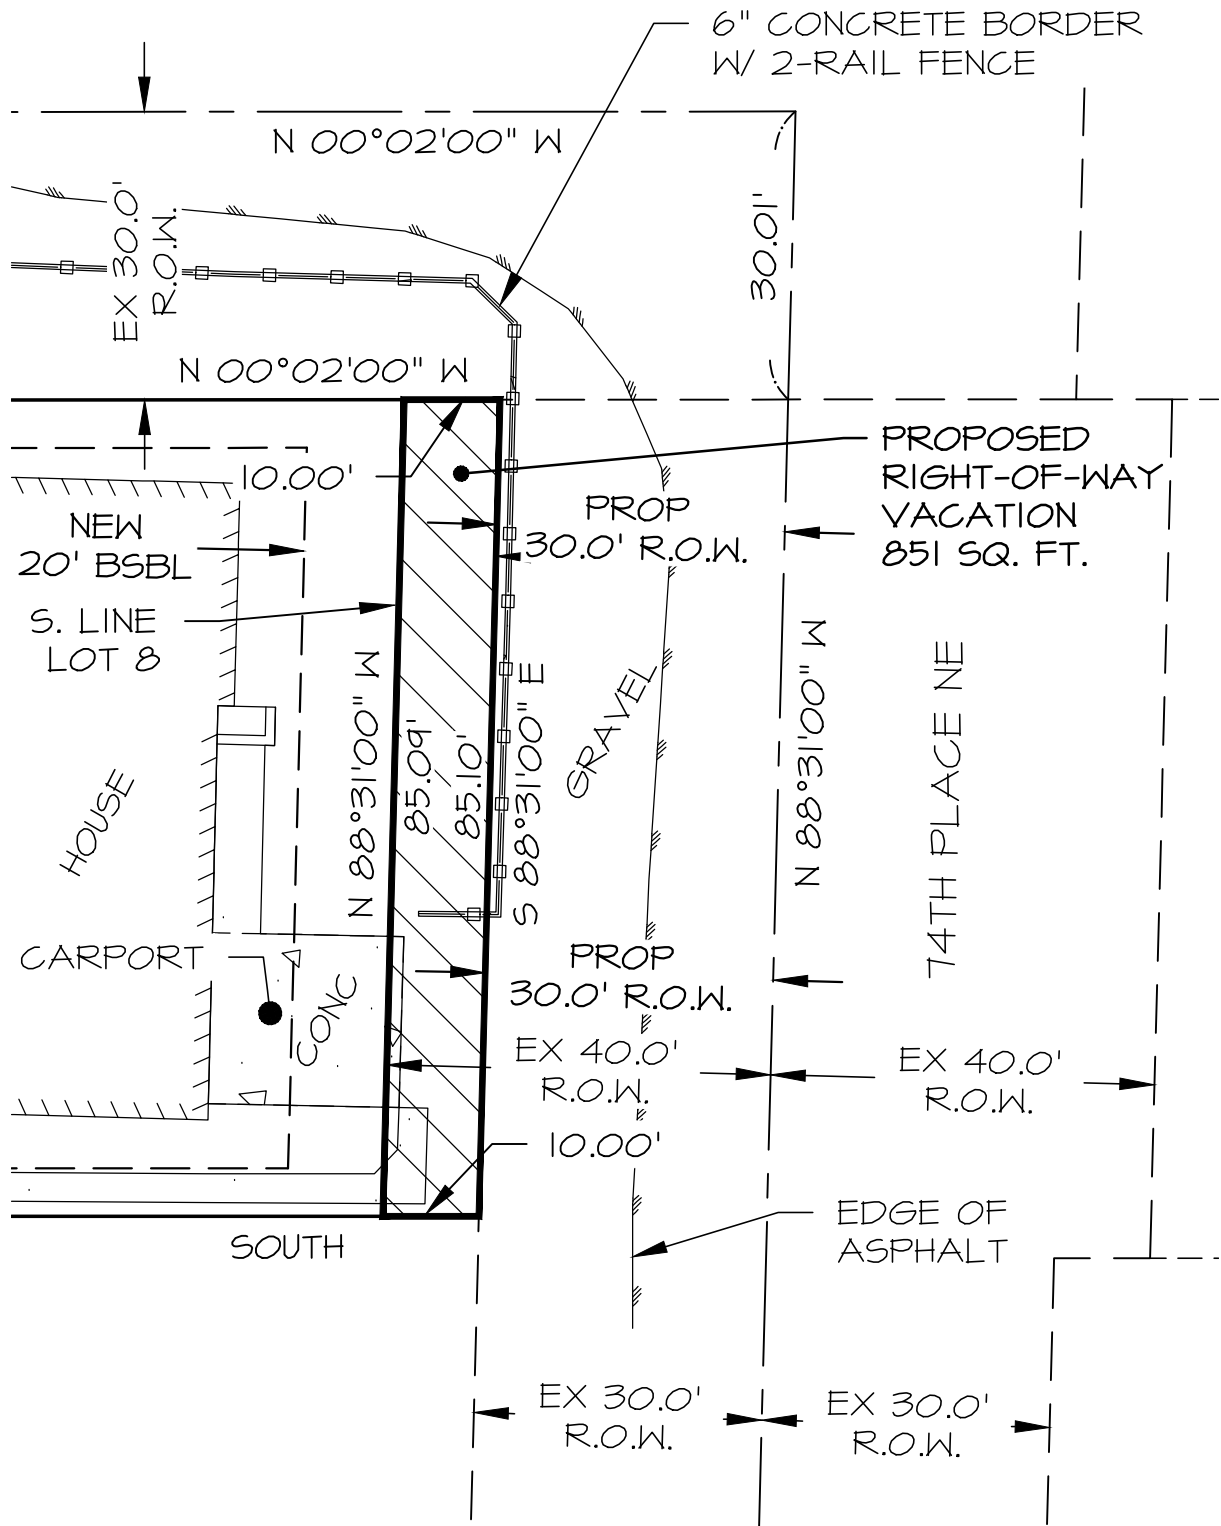 6" CONCRETE BORDER
W/ 2-RAIL FENCE
N 00°02'00" W
EX 30.0'
R.O.W.
30.01'
N 00°02'00" W
10.00'
PROPOSED
RIGHT-OF-WAY
VACATION
851 SQ. FT.
NEW
20' BSBL
PROP
30.0' R.O.W.
S. LINE
LOT 8
N 88°31'00" W
85.09'
85.10'
S 88°31'00" E
GRAVEL
N 88°31'00" W
74TH PLACE NE
HOUSE
CARPORT
CONC
PROP
30.0' R.O.W.
EX 40.0'
R.O.W.
EX 40.0'
R.O.W.
10.00'
SOUTH
EDGE OF
ASPHALT
EX 30.0'
R.O.W.
EX 30.0'
R.O.W.